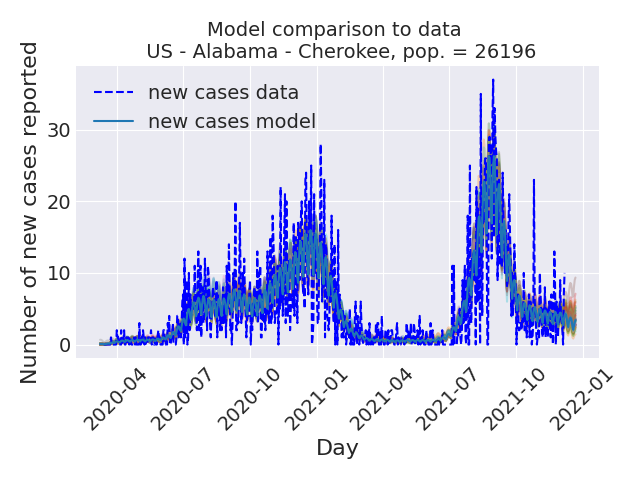 Model comparison to data
US - Alabama - Cherokee, pop. = 26196
Number of new cases reported
new cases data
new cases model
30
20
10
0
2020-04
2020-07
2020-10
2021-01
2021-04
2021-07
2021-10
2022-01
Day